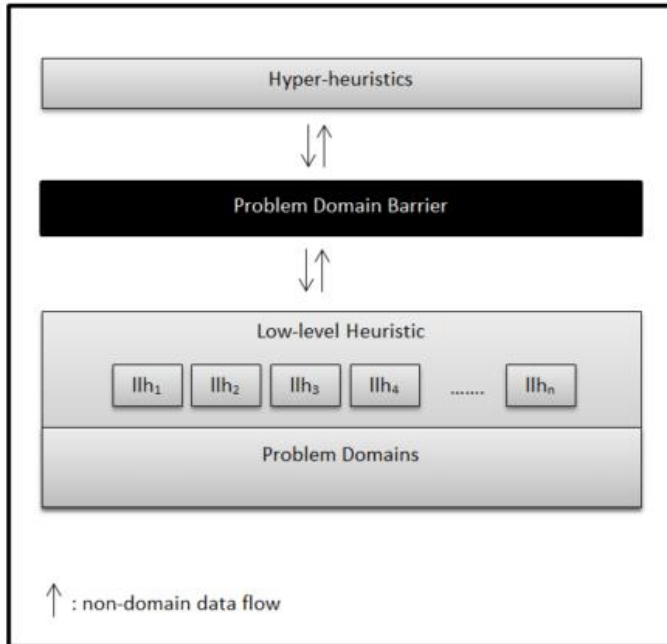 Hyper-heuristics
Problem Domain Barrier
Low-level Heuristic
llh₁ llh₂ llh₃ llh₄ ....... llhₙ
Problem Domains
↑ : non-domain data flow